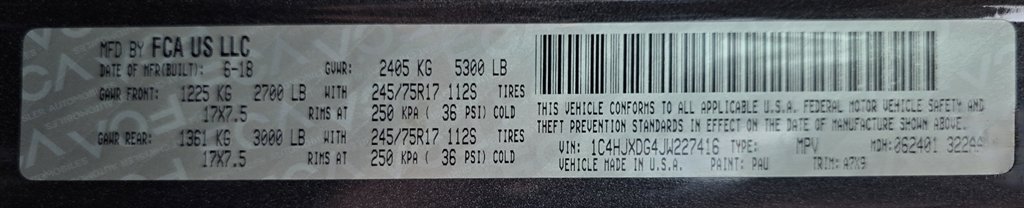 MFD BY FCA US LLC
DATE OF MFR(BUILT): 6-18 GVWR: 2405 KG 5300 LB
GAWR FRONT: 1225 KG 2700 LB WITH 245/75R17 112S TIRES
17X7.5 RIMS AT 250 KPA ( 36 PSI) COLD
GAWR REAR: 1361 KG 3000 LB WITH 245/75R17 112S TIRES
17X7.5 RIMS AT 250 KPA ( 36 PSI) COLD
THIS VEHICLE CONFORMS TO ALL APPLICABLE U.S.A. FEDERAL MOTOR VEHICLE SAFETY AND
THEFT PREVENTION STANDARDS IN EFFECT ON THE DATE OF MANUFACTURE SHOWN ABOVE.
VIN: 1C4HJXDG4JW227416 TYPE: MPV MDH: 062401 322AA
VEHICLE MADE IN U.S.A. PAINT: PAU TRIM: A7X9